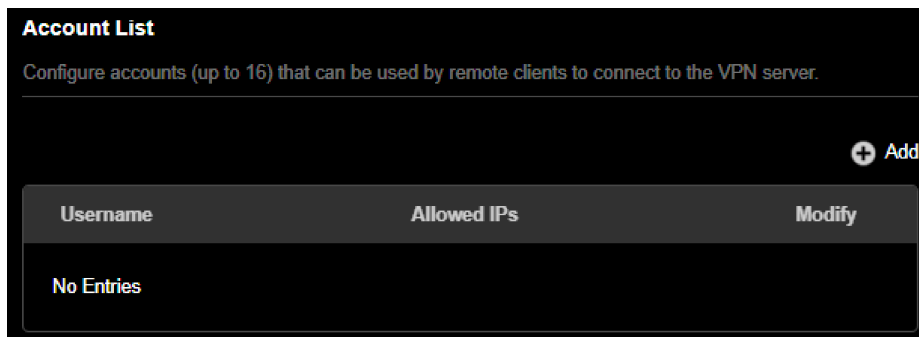 Account List
Configure accounts (up to 16) that can be used by remote clients to connect to the VPN server.
Add
Username Allowed IPs Modify
No Entries